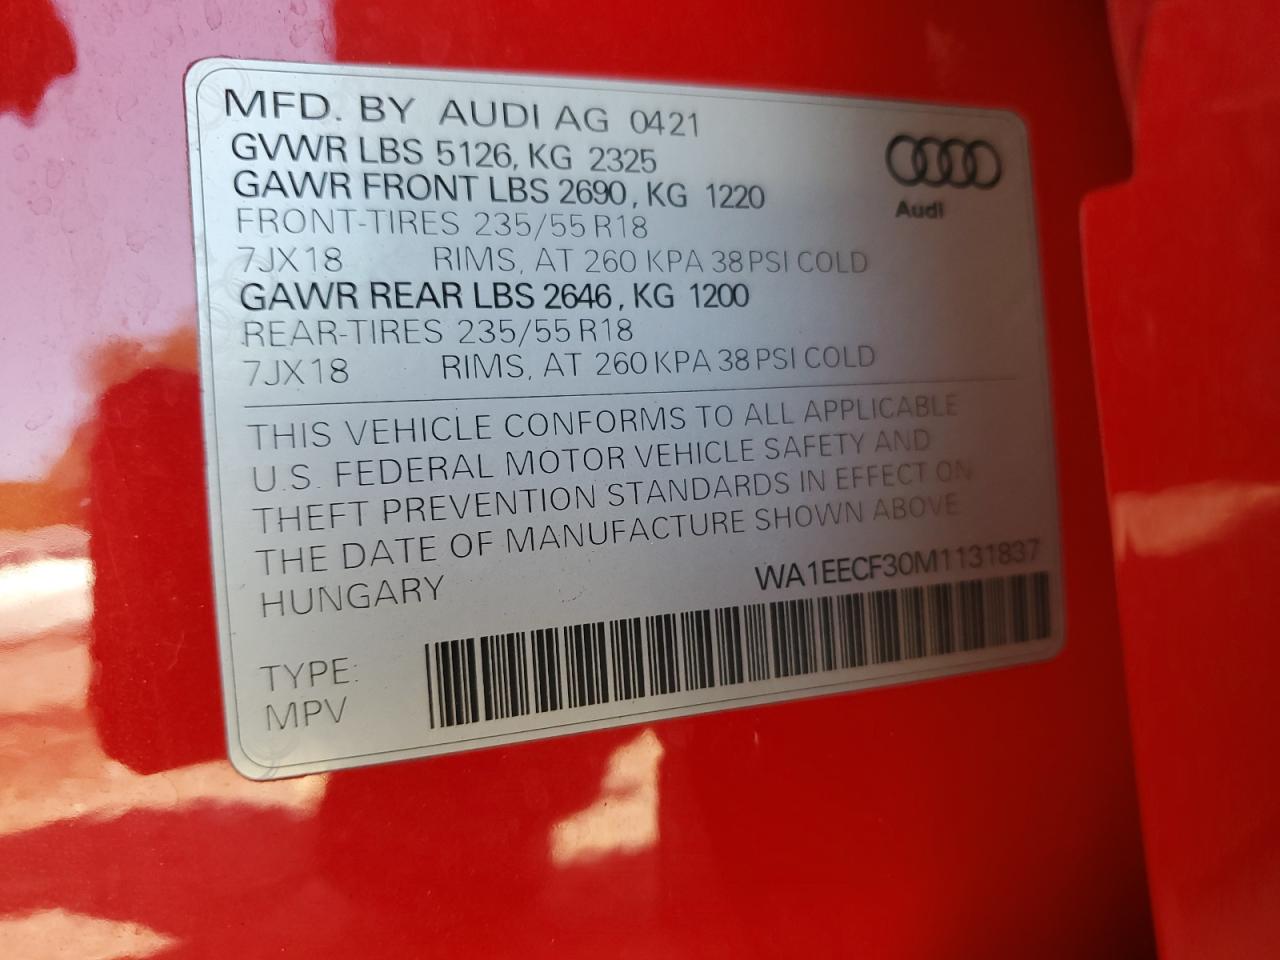 MFD. BY AUDI AG 0421
GVWR LBS 5126, KG 2325
GAWR FRONT LBS 2690, KG 1220
FRONT-TIRES 235/55 R18
7JX18 RIMS, AT 260 KPA 38 PSI COLD
GAWR REAR LBS 2646, KG 1200
REAR-TIRES 235/55 R18
7JX18 RIMS, AT 260 KPA 38 PSI COLD
Audi
THIS VEHICLE CONFORMS TO ALL APPLICABLE
U.S. FEDERAL MOTOR VEHICLE SAFETY AND
THEFT PREVENTION STANDARDS IN EFFECT ON
THE DATE OF MANUFACTURE SHOWN ABOVE
HUNGARY
WA1EECF30M1131837
TYPE:
MPV